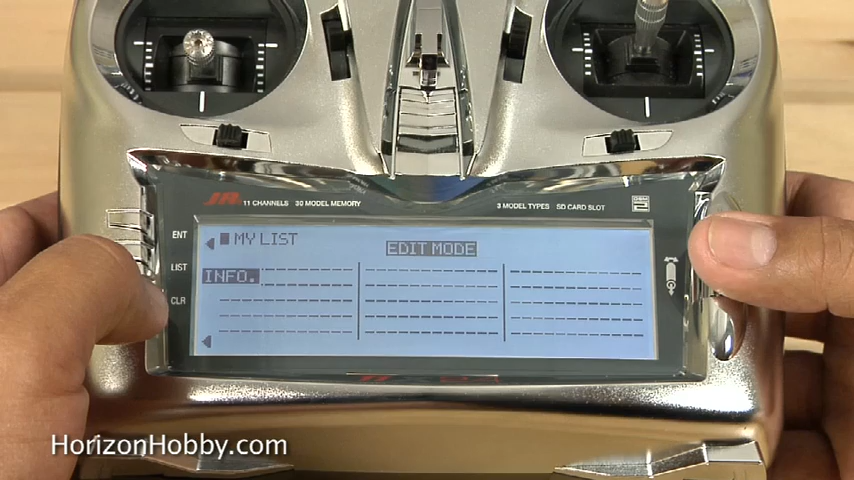 JR 11 CHANNELS 30 MODEL MEMORY 3 MODEL TYPES SD CARD SLOT
ENT
LIST
CLR
MY LIST
EDIT MODE
INFO.
HorizonHobby.com